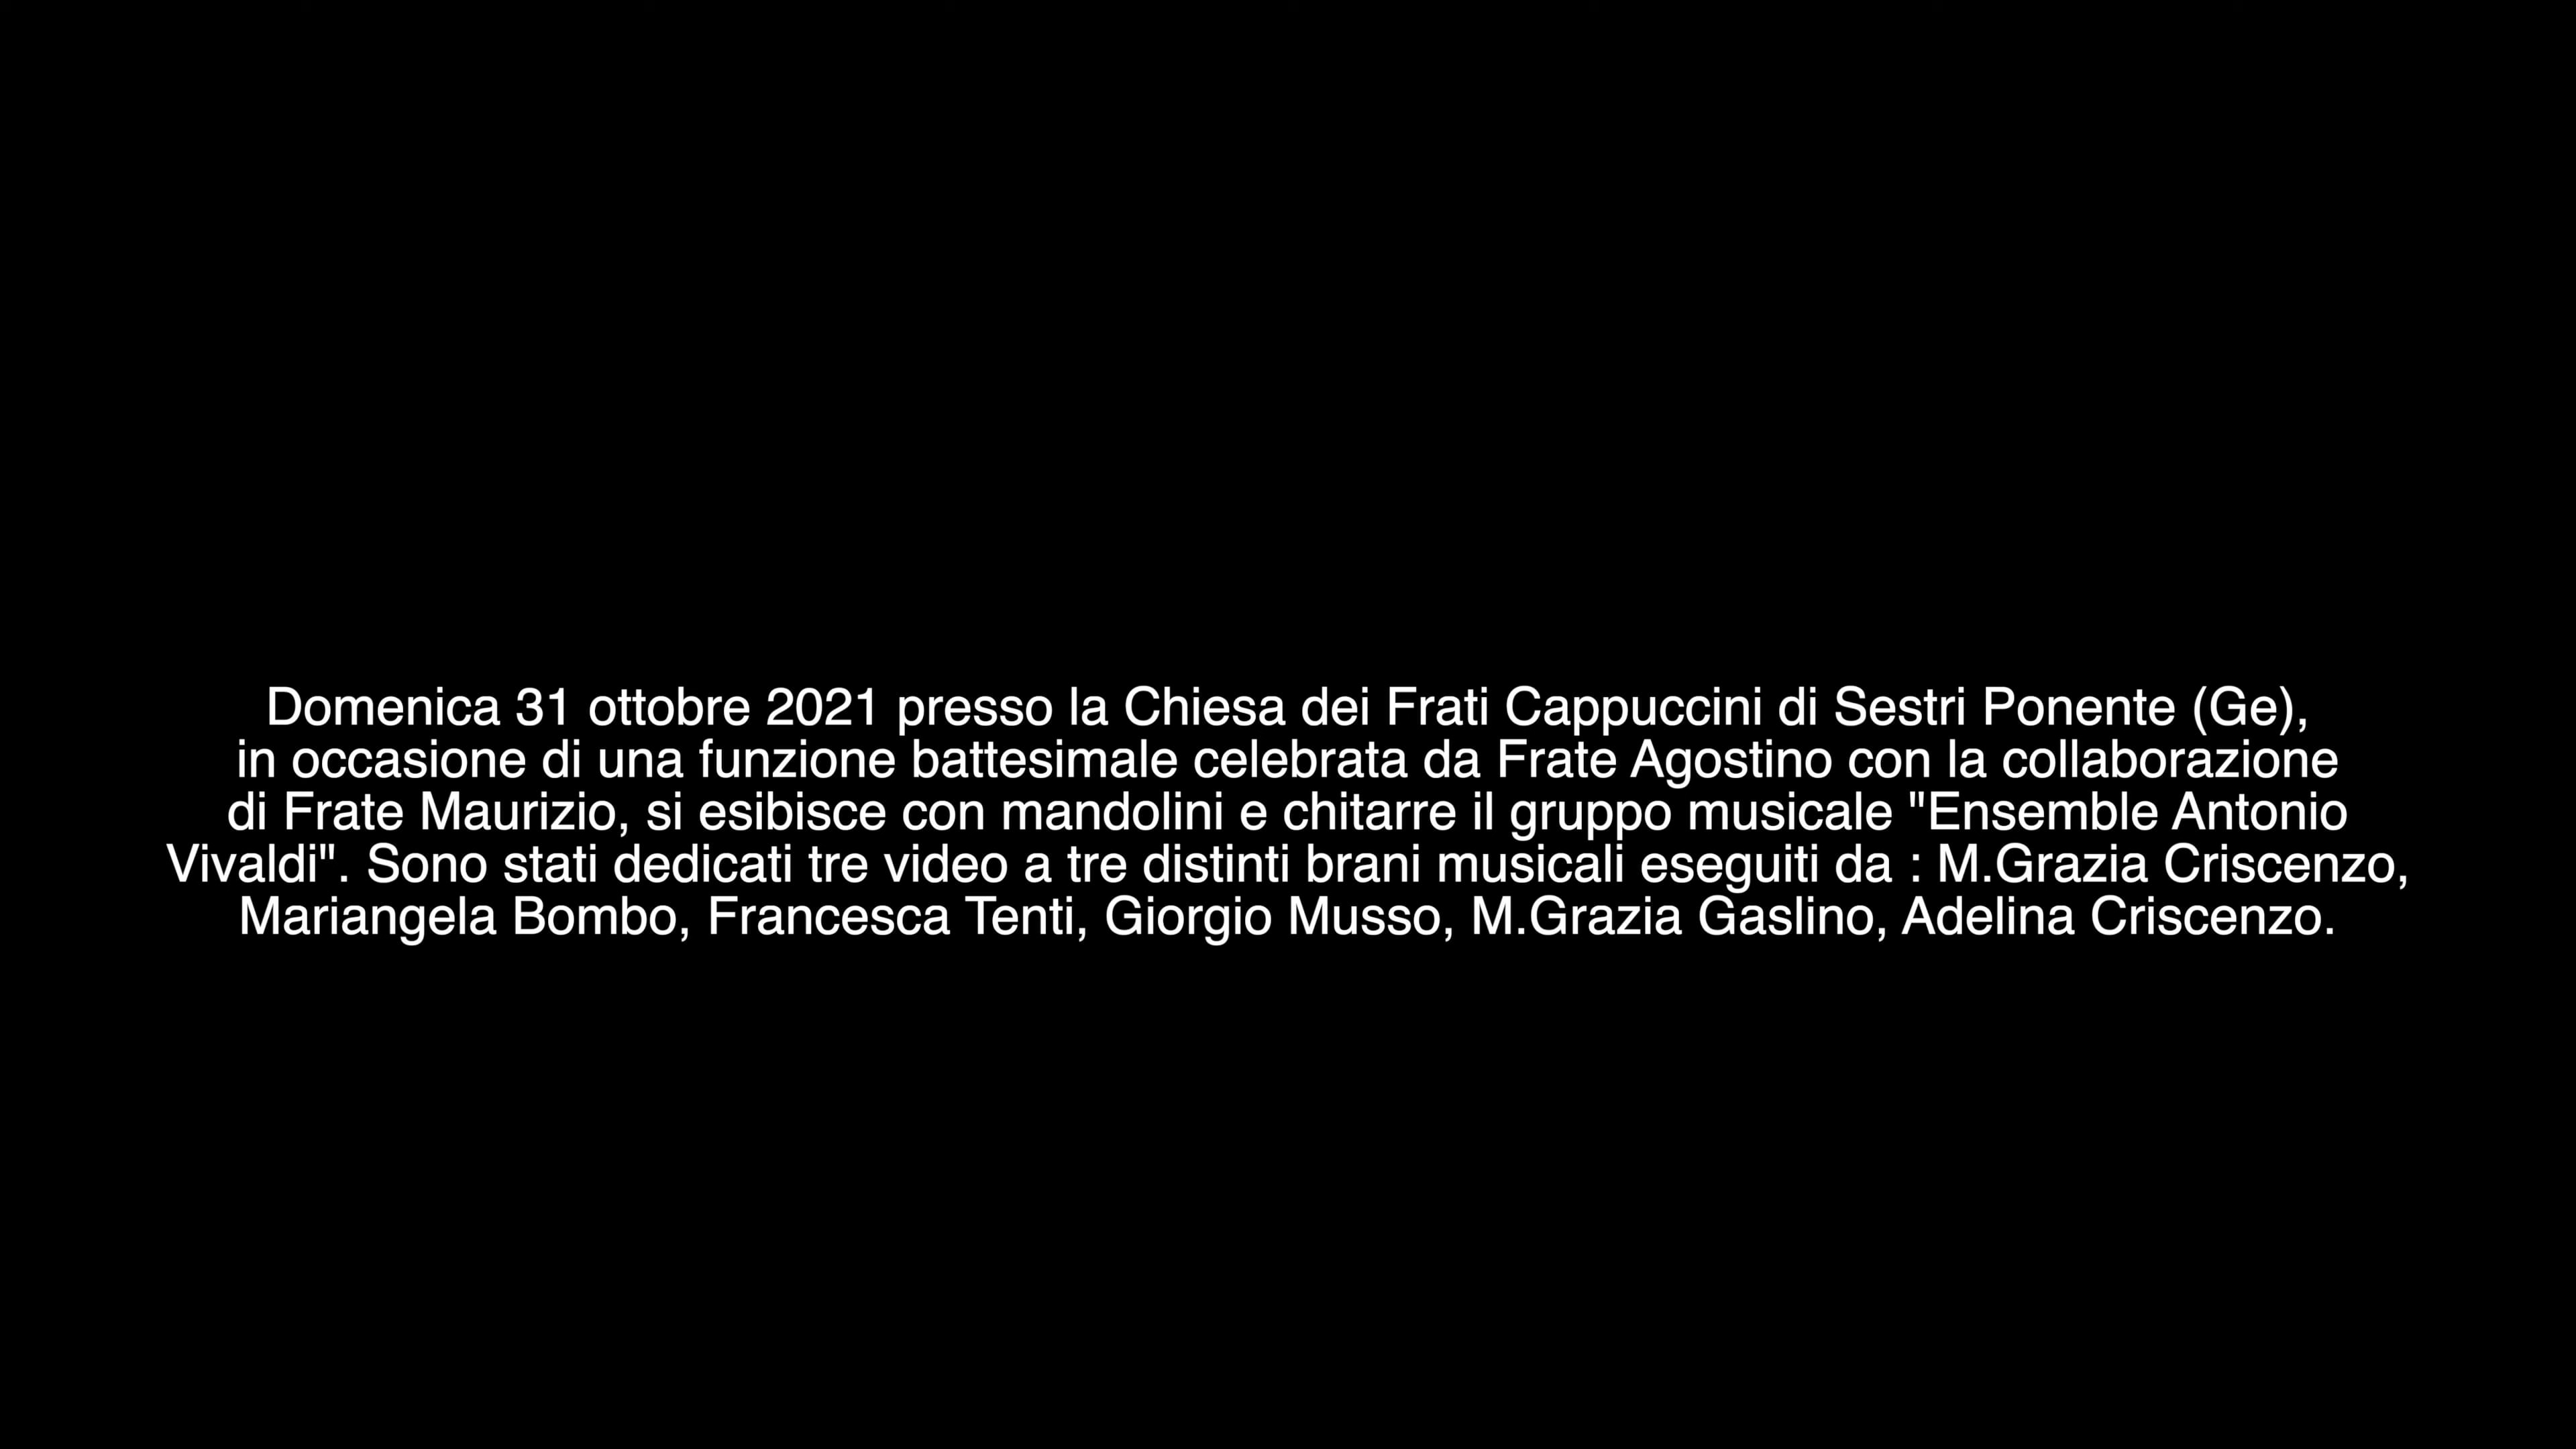 Domenica 31 ottobre 2021 presso la Chiesa dei Frati Cappuccini di Sestri Ponente (Ge),
in occasione di una funzione battesimale celebrata da Frate Agostino con la collaborazione
di Frate Maurizio, si esibisce con mandolini e chitarre il gruppo musicale "Ensemble Antonio
Vivaldi". Sono stati dedicati tre video a tre distinti brani musicali eseguiti da : M.Grazia Criscenzo,
Mariangela Bombo, Francesca Tenti, Giorgio Musso, M.Grazia Gaslino, Adelina Criscenzo.